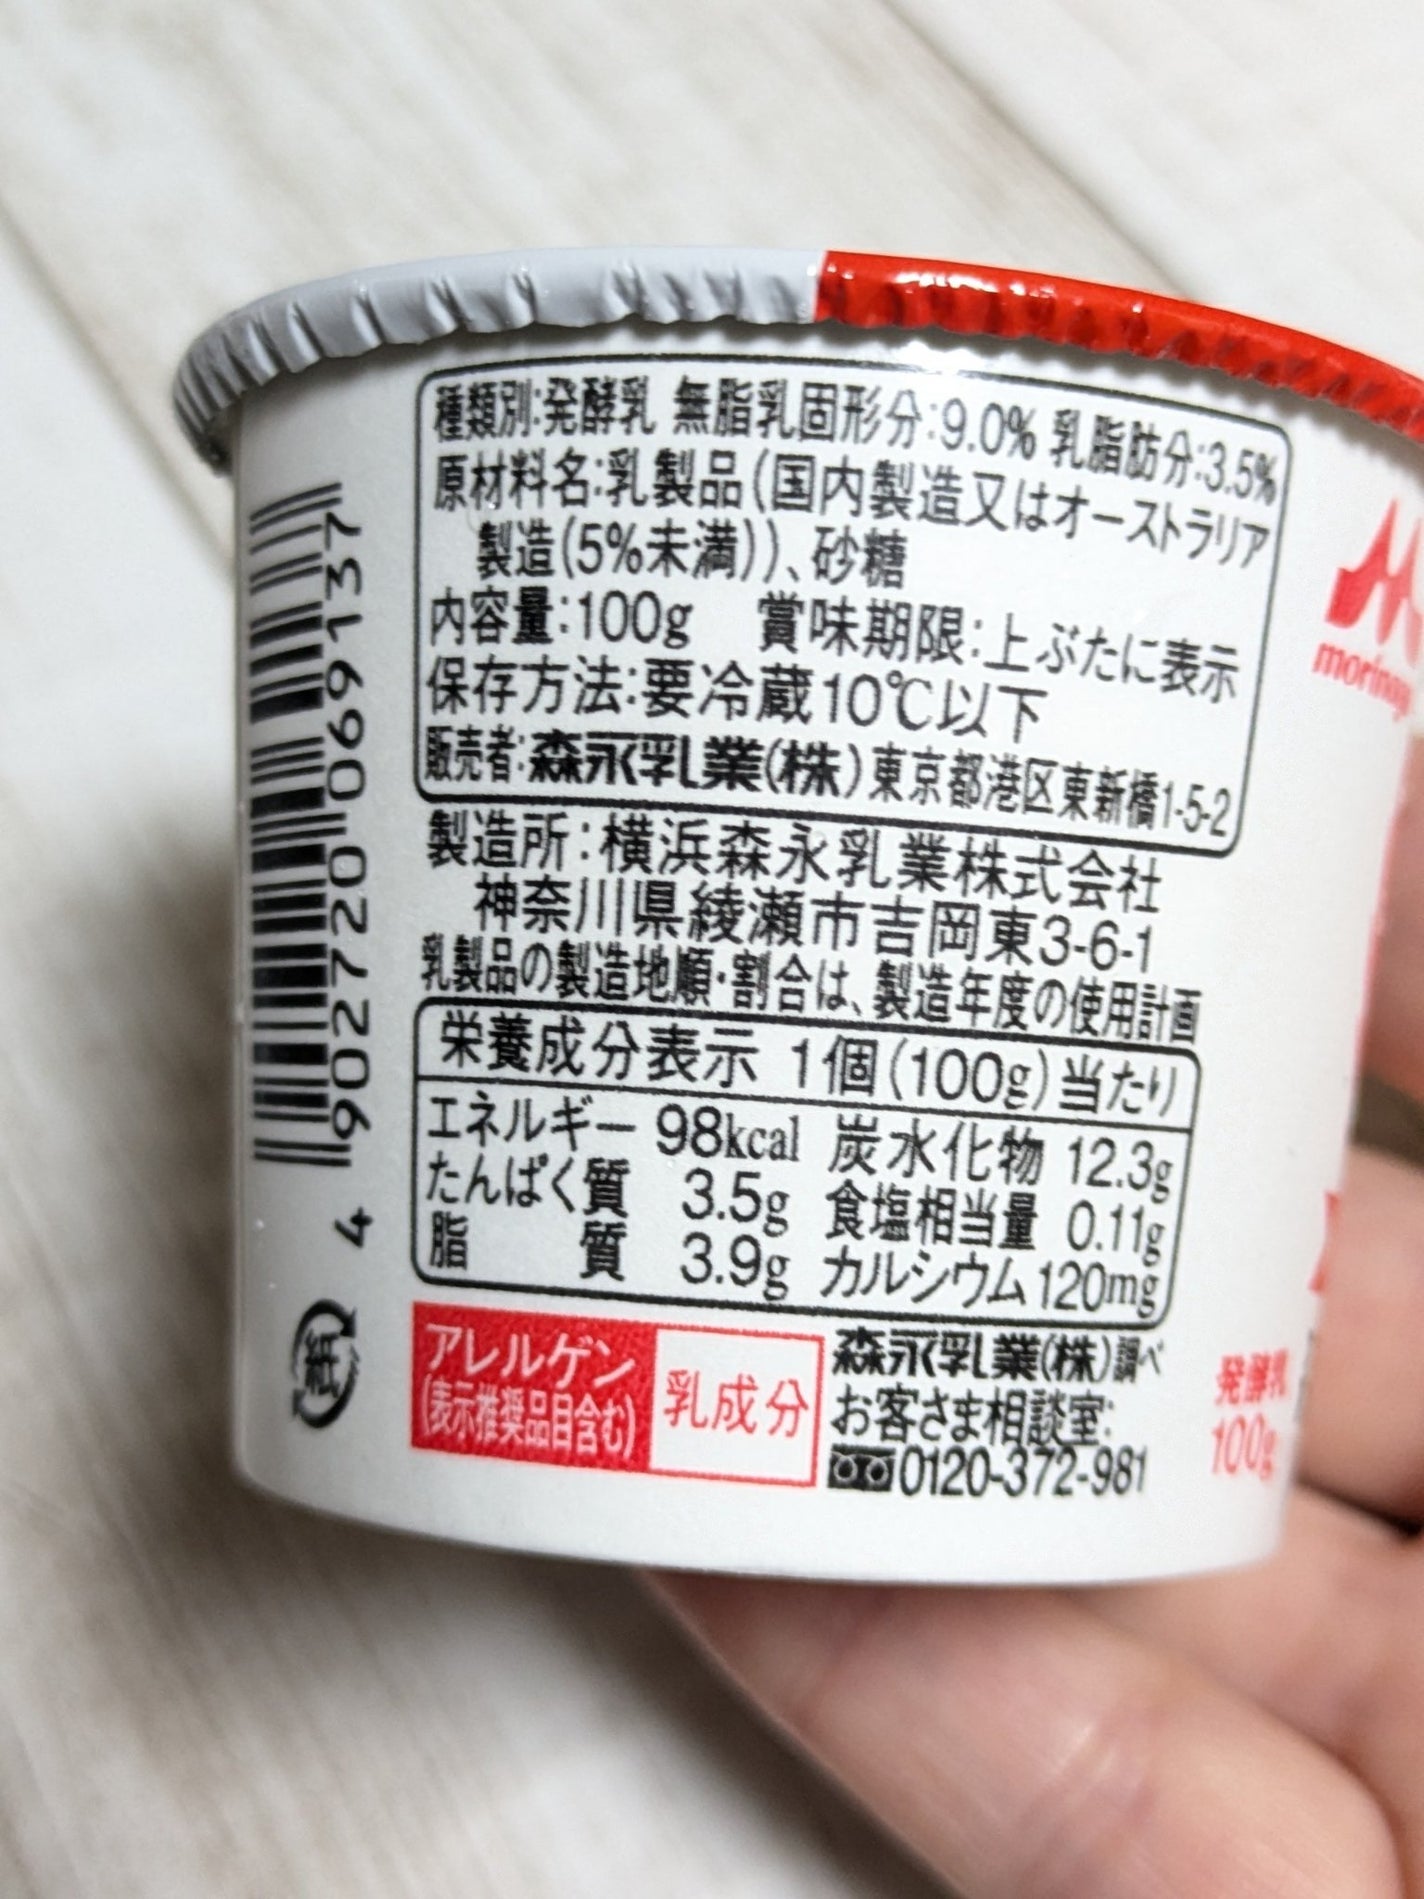 種類別:発酵乳 無脂乳固形分:9.0% 乳脂肪分:3.5%
原材料名:乳製品(国内製造又はオーストラリア
製造(5%未満))、砂糖
内容量:100g 賞味期限:上ぶたに表示
保存方法:要冷蔵10℃以下
販売者:森永乳業(株)東京都港区東新橋1-5-2
製造所:横浜森永乳業株式会社
神奈川県綾瀬市吉岡東3-6-1
乳製品の製造地順・割合は、製造年度の使用計画
栄養成分表示 1個(100g)当たり
エネルギー 98kcal 炭水化物 12.3g
たんぱく質 3.5g 食塩相当量 0.11g
脂質 3.9g カルシウム 120mg
アレルゲン
(表示推奨品目含む)
乳成分
森永乳業(株)調べ
お客さま相談室:
0120-372-981
4 902720 069137
紙
morinaga
発酵乳
100g